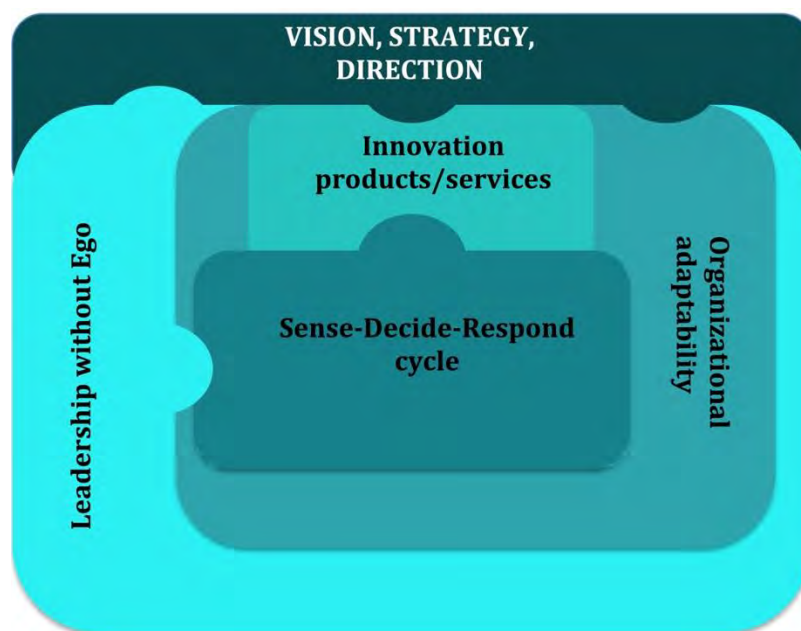 VISION, STRATEGY,
DIRECTION
Innovation
products/services
Leadership without Ego
Sense-Decide-Respond
cycle
Organizational
adaptability